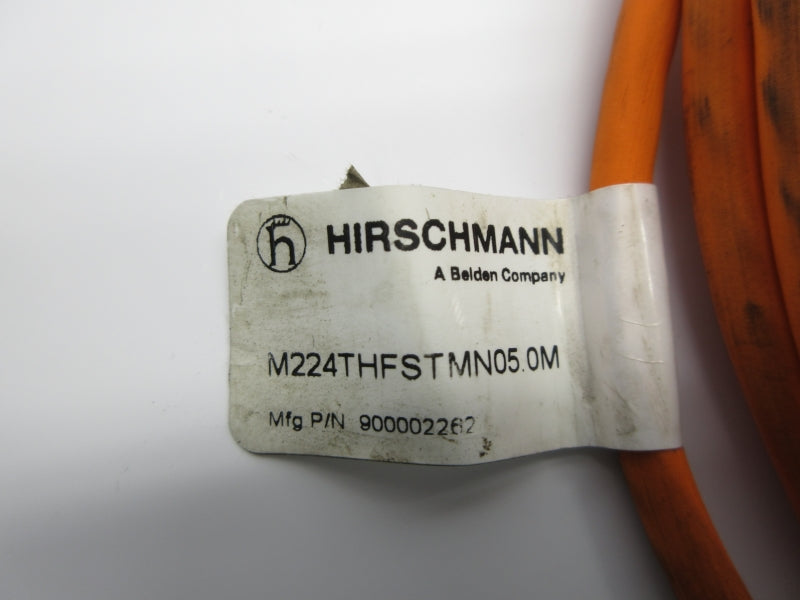 HIRSCHMANN
A Belden Company
M224THFSTMN05.0M
Mfg P/N 900002262